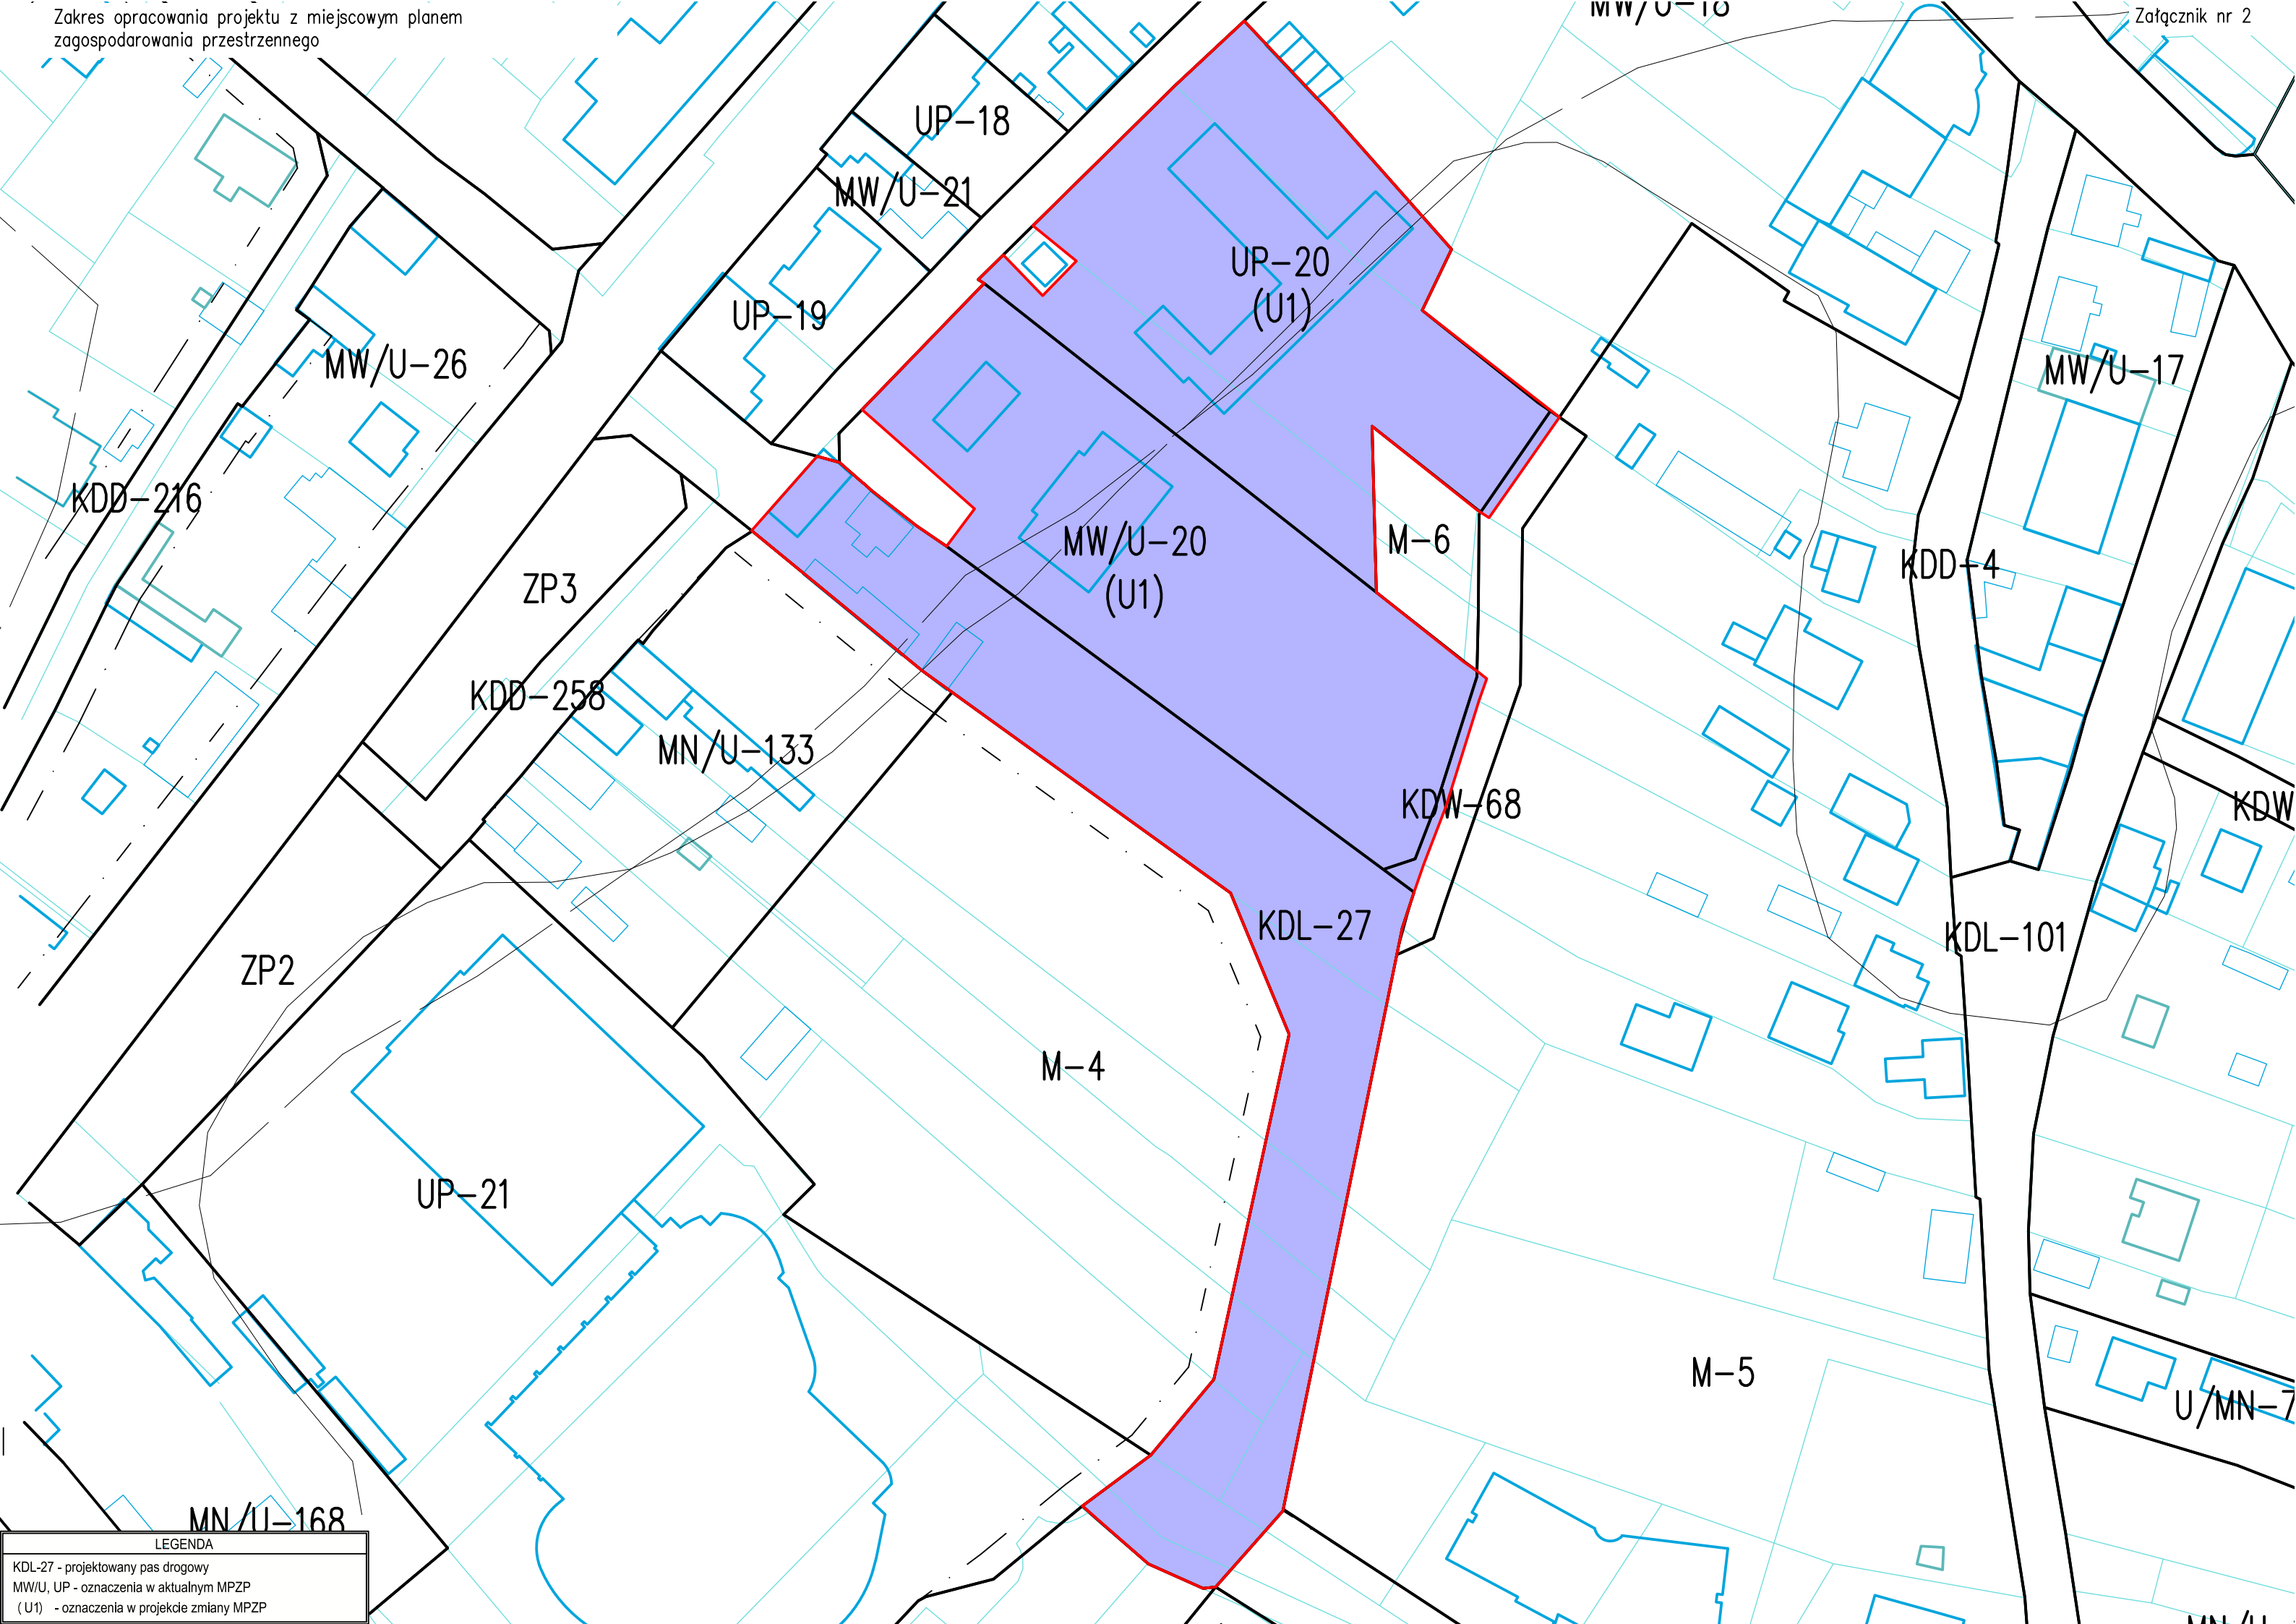 Zakres opracowania projektu z miejscowym planem
zagospodarowania przestrzennego
Załącznik nr 2
UP-18
MW/U-21
UP-20
(U1)
UP-19
MW/U-26
MW/U-17
KDD-216
MW/U-20
(U1)
M-6
KDD-4
ZP3
KDD-258
MN/U-133
KDW-68
KDW
KDL-27
KDL-101
ZP2
M-4
UP-21
M-5
U/MN-7
MN/U-168
LEGENDA
KDL-27 - projektowany pas drogowy
MW/U, UP - oznaczenia w aktualnym MPZP
( U1) - oznaczenia w projekcie zmiany MPZP